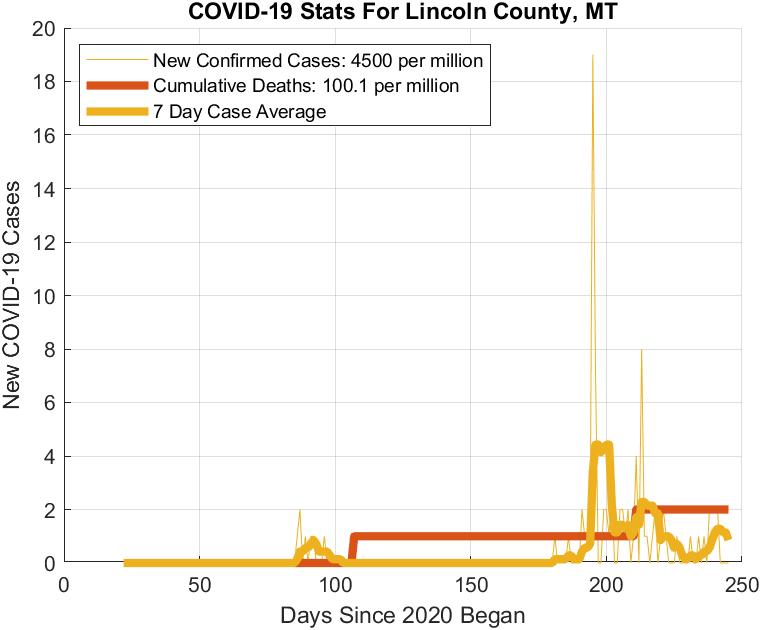 COVID-19 Stats For Lincoln County, MT
New Confirmed Cases: 4500 per million
Cumulative Deaths: 100.1 per million
7 Day Case Average
New COVID-19 Cases
20
18
16
14
12
10
8
6
4
2
0
0 50 100 150 200 250
Days Since 2020 Began